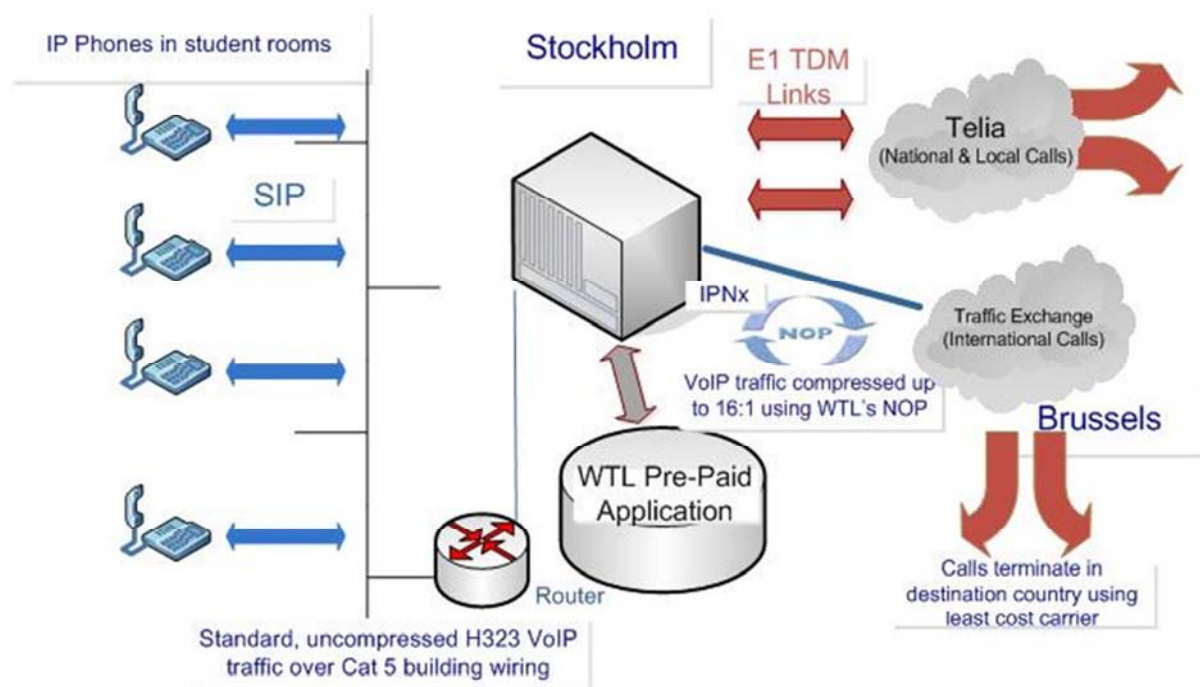 IP Phones in student rooms
Stockholm
E1 TDM
Links
Telia
(National & Local Calls)
SIP
IPNx
Traffic Exchange
(International Calls)
NOP
VoIP traffic compressed up
to 16:1 using WTL's NOP
Brussels
WTL Pre-Paid
Application
Router
Calls terminate in
destination country using
least cost carrier
Standard, uncompressed H323 VoIP
traffic over Cat 5 building wiring